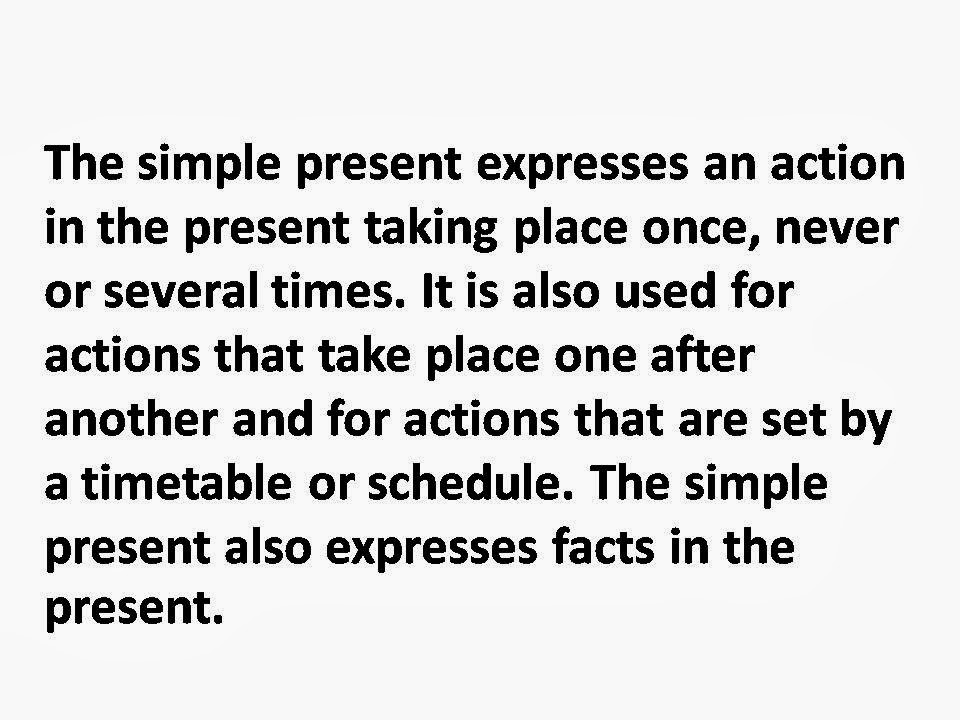 The simple present expresses an action
in the present taking place once, never
or several times. It is also used for
actions that take place one after
another and for actions that are set by
a timetable or schedule. The simple
present also expresses facts in the
present.